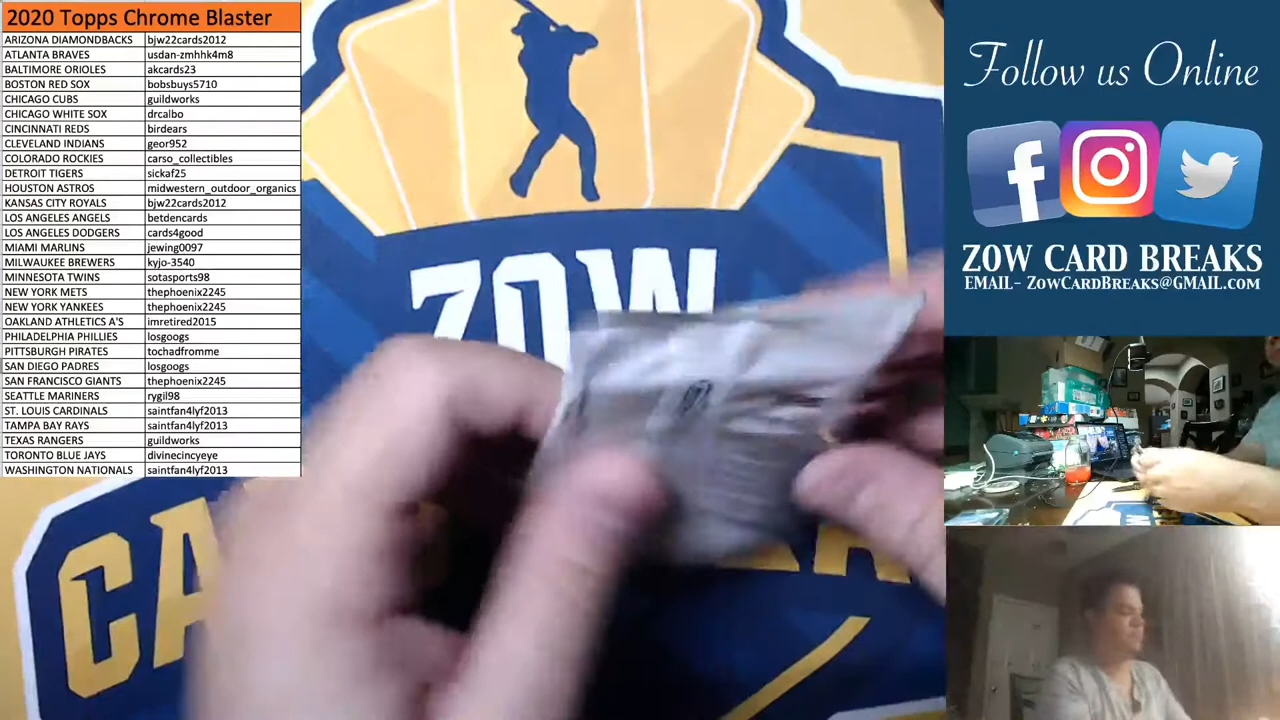 2020 Topps Chrome Blaster
ARIZONA DIAMONDBACKS bjw22cards2012
ATLANTA BRAVES usdan-zmhhk4m8
BALTIMORE ORIOLES akcards23
BOSTON RED SOX bobsbuys5710
CHICAGO CUBS guildworks
CHICAGO WHITE SOX drcalbo
CINCINNATI REDS birdears
CLEVELAND INDIANS geor952
COLORADO ROCKIES carso_collectibles
DETROIT TIGERS sickaf25
HOUSTON ASTROS midwestern_outdoor_organics
KANSAS CITY ROYALS bjw22cards2012
LOS ANGELES ANGELS betdencards
LOS ANGELES DODGERS cards4good
MIAMI MARLINS jewing0097
MILWAUKEE BREWERS kyjo-3540
MINNESOTA TWINS sotasports98
NEW YORK METS thephoenix2245
NEW YORK YANKEES thephoenix2245
OAKLAND ATHLETICS A'S imretired2015
PHILADELPHIA PHILLIES losgoogs
PITTSBURGH PIRATES tochadfromme
SAN DIEGO PADRES losgoogs
SAN FRANCISCO GIANTS thephoenix2245
SEATTLE MARINERS rygil98
ST. LOUIS CARDINALS saintfan4lyf2013
TAMPA BAY RAYS saintfan4lyf2013
TEXAS RANGERS guildworks
TORONTO BLUE JAYS divinecincyeye
WASHINGTON NATIONALS saintfan4lyf2013
ZOW
Follow us Online
ZOW CARD BREAKS
EMAIL- ZOWCARDBREAKS@GMAIL.COM